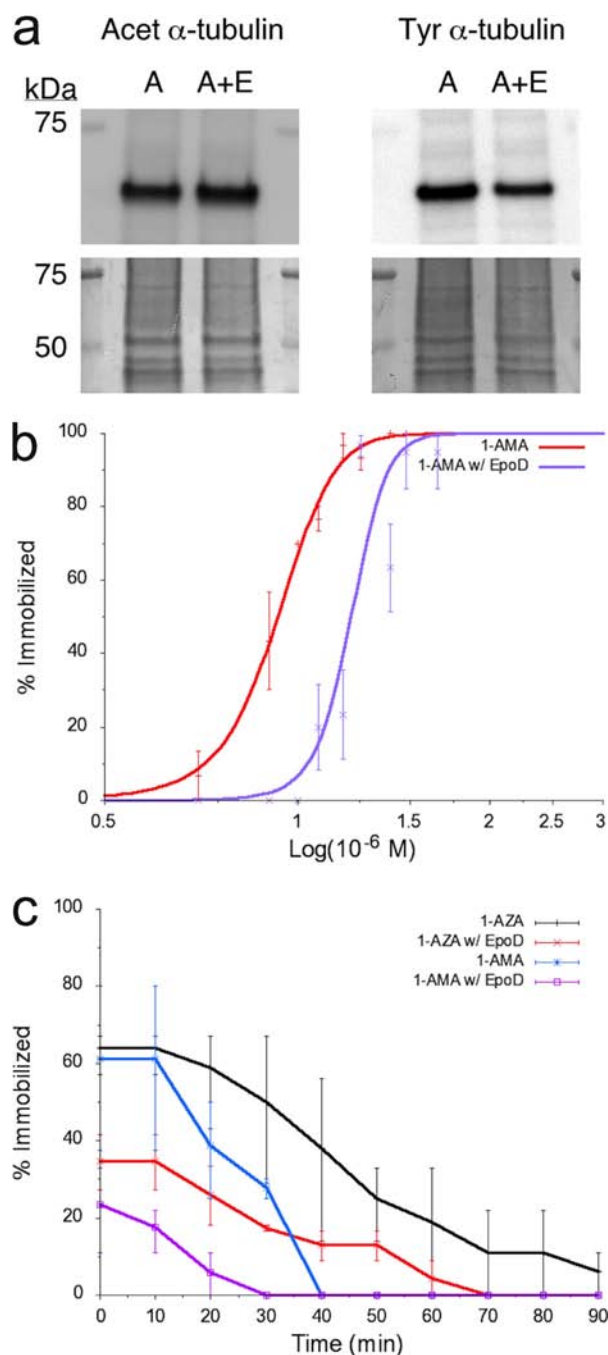 a
Acet α-tubulin Tyr α-tubulin
kDa A A+E A A+E
75
75
50
b
100
80
60
40
20
0
% Immobilized
1-AMA
1-AMA w/ EpoD
0.5 1 1.5 2 2.5 3
Log(10⁻⁶ M)
c
100
80
60
40
20
0
% Immobilized
1-AZA
1-AZA w/ EpoD
1-AMA
1-AMA w/ EpoD
0 10 20 30 40 50 60 70 80 90
Time (min)